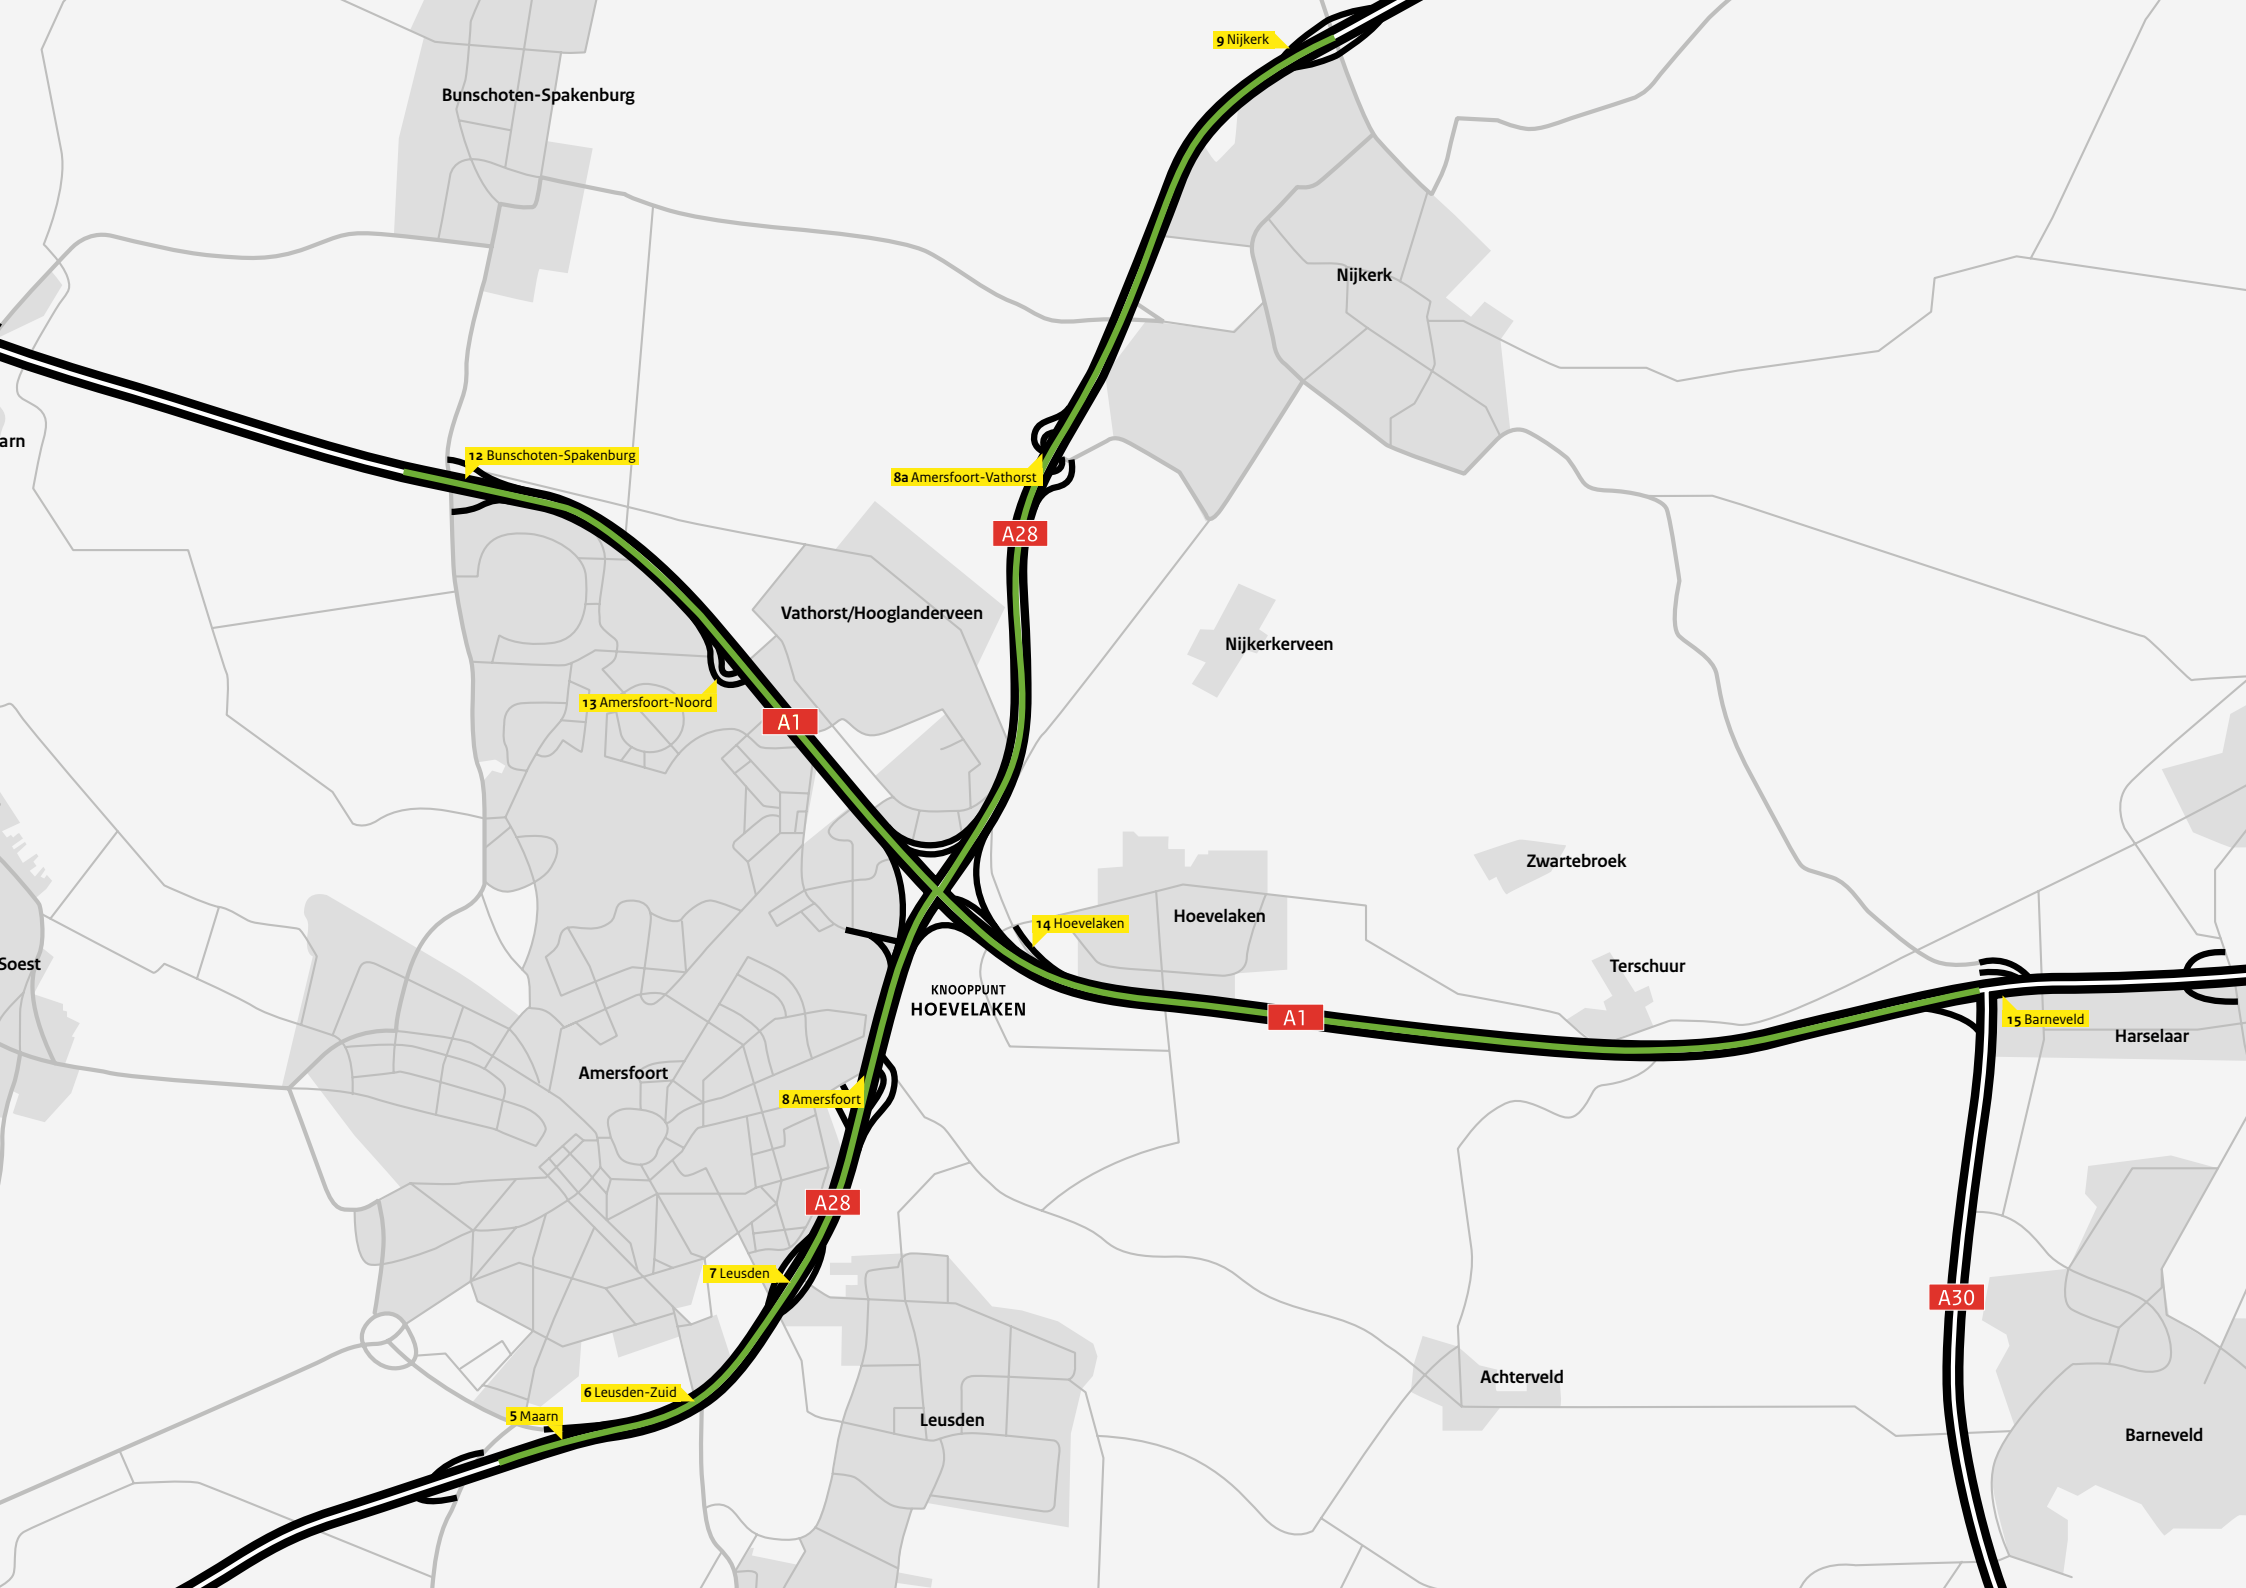 9 Nijkerk
Bunschoten-Spakenburg
Nijkerk
arn
12 Bunschoten-Spakenburg
8a Amersfoort-Vathorst
A28
Vathorst/Hooglanderveen
Nijkerkerveen
13 Amersfoort-Noord
A1
Zwartebroek
Hoevelaken
14 Hoevelaken
Soest
Terschuur
KNOOPPUNT
HOEVELAKEN
A1
15 Barneveld
Harselaar
Amersfoort
8 Amersfoort
A28
7 Leusden
A30
Achterveld
6 Leusden-Zuid
5 Maarn
Leusden
Barneveld